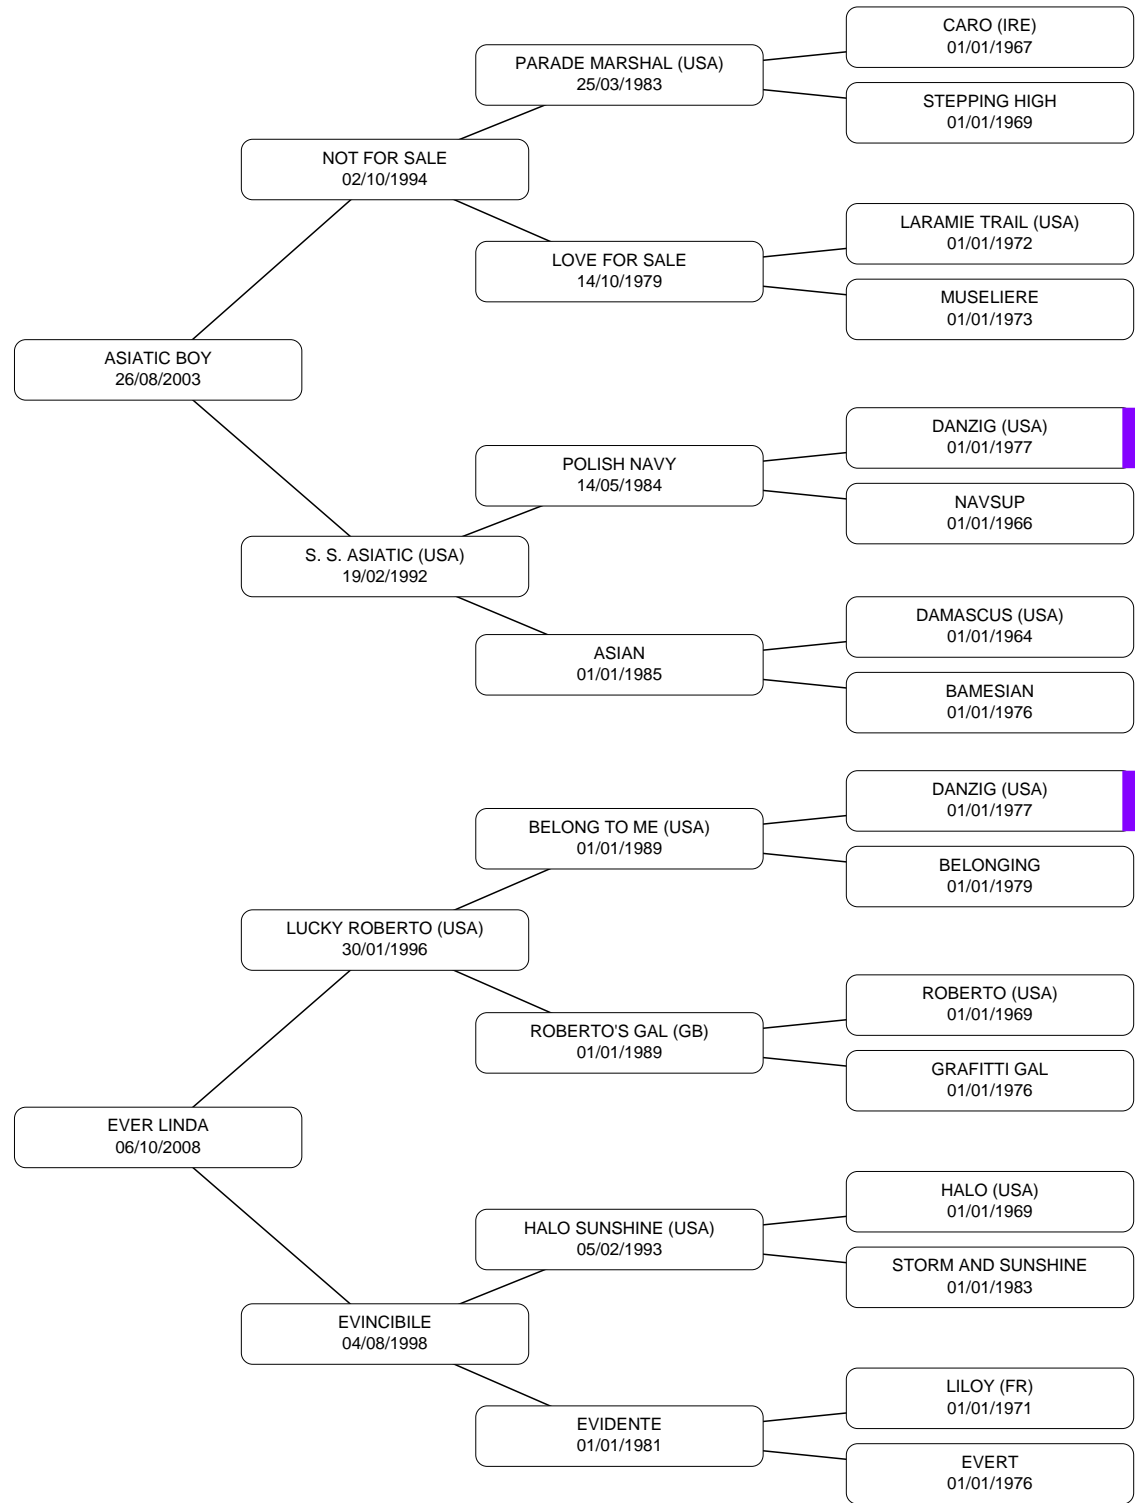 CARO (IRE)
01/01/1967
PARADE MARSHAL (USA)
25/03/1983
STEPPING HIGH
01/01/1969
NOT FOR SALE
02/10/1994
LARAMIE TRAIL (USA)
01/01/1972
LOVE FOR SALE
14/10/1979
MUSELIERE
01/01/1973
ASIATIC BOY
26/08/2003
DANZIG (USA)
01/01/1977
POLISH NAVY
14/05/1984
NAVSUP
01/01/1966
S. S. ASIATIC (USA)
19/02/1992
DAMASCUS (USA)
01/01/1964
ASIAN
01/01/1985
BAMESIAN
01/01/1976
DANZIG (USA)
01/01/1977
BELONG TO ME (USA)
01/01/1989
BELONGING
01/01/1979
LUCKY ROBERTO (USA)
30/01/1996
ROBERTO (USA)
01/01/1969
ROBERTO'S GAL (GB)
01/01/1989
GRAFITTI GAL
01/01/1976
EVER LINDA
06/10/2008
HALO (USA)
01/01/1969
HALO SUNSHINE (USA)
05/02/1993
STORM AND SUNSHINE
01/01/1983
EVINCIBILE
04/08/1998
LILOY (FR)
01/01/1971
EVIDENTE
01/01/1981
EVERT
01/01/1976